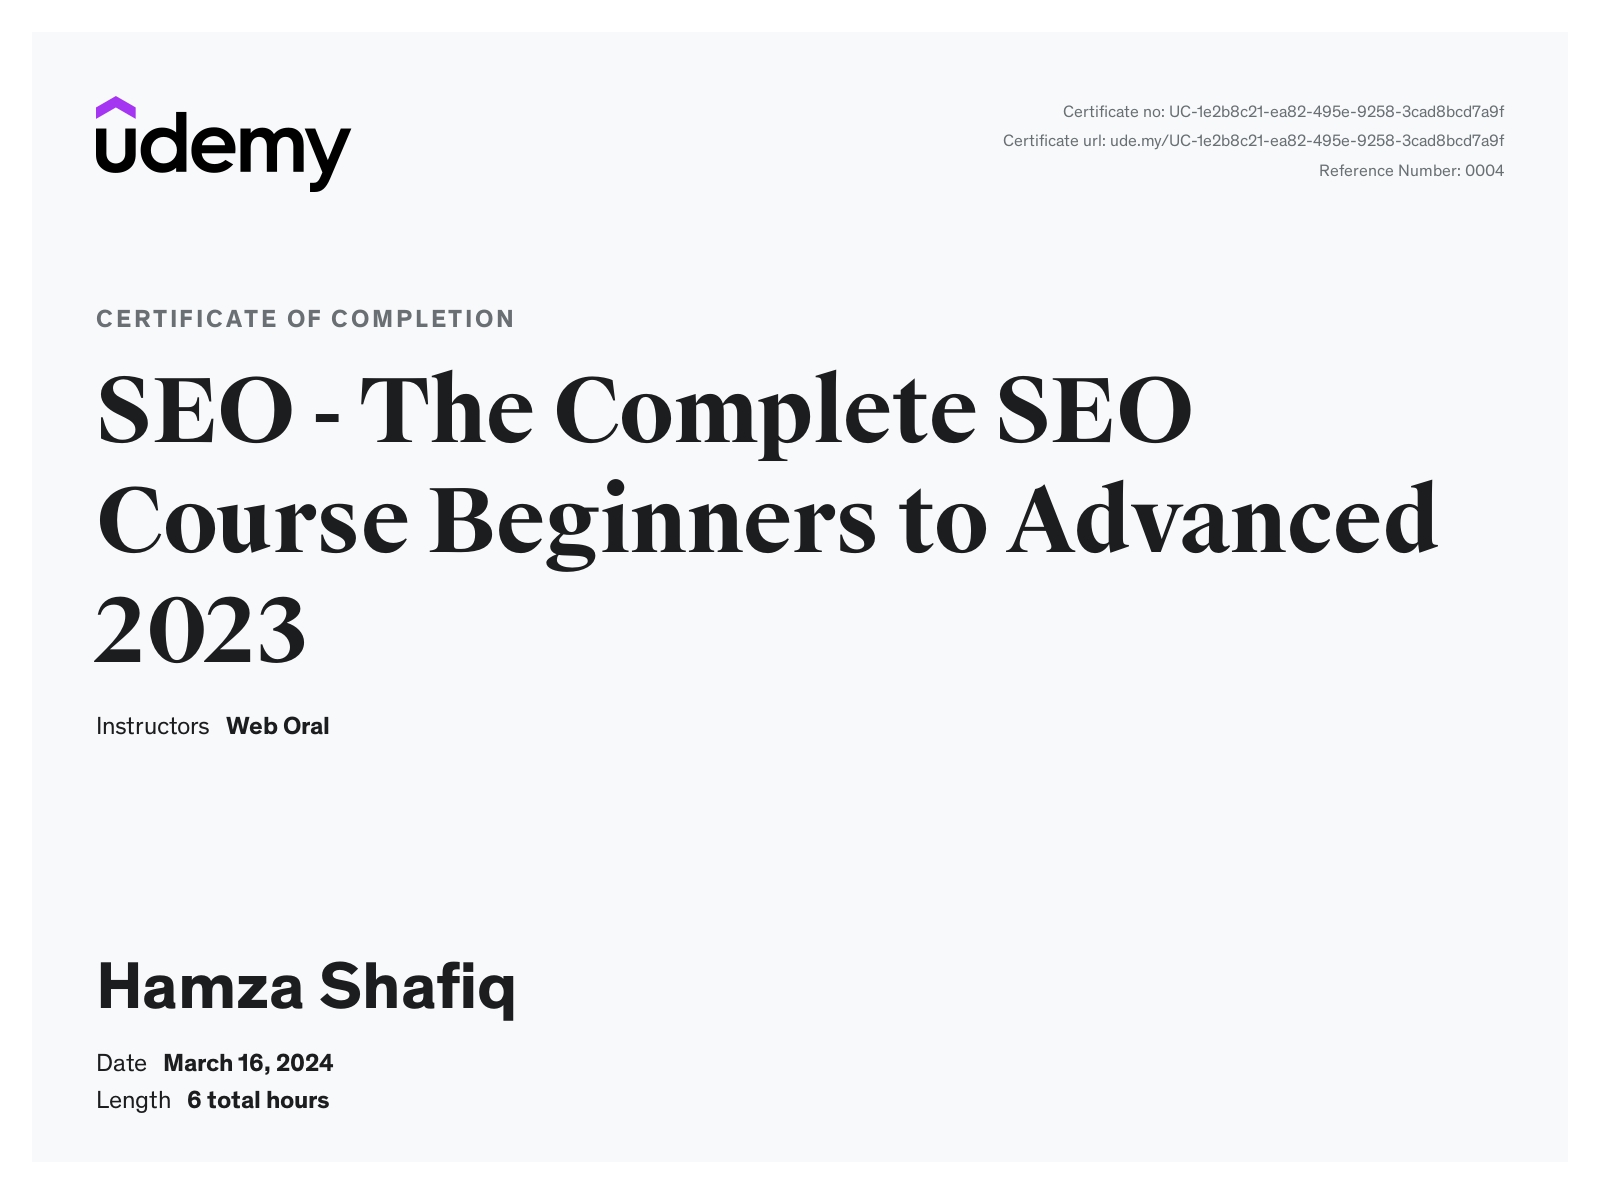 udemy
Certificate no: UC-1e2b8c21-ea82-495e-9258-3cad8bcd7a9f
Certificate url: ude.my/UC-1e2b8c21-ea82-495e-9258-3cad8bcd7a9f
Reference Number: 0004
CERTIFICATE OF COMPLETION
SEO - The Complete SEO
Course Beginners to Advanced
2023
Instructors Web Oral
Hamza Shafiq
Date March 16, 2024
Length 6 total hours